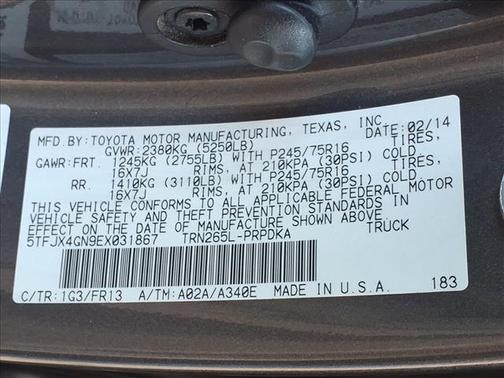 MFD.BY:TOYOTA MOTOR MANUFACTURING, TEXAS, INC.
GVWR:2380KG (5250LB) DATE:02/14
GAWR:FRT. 1245KG (2755LB) WITH P245/75R16 TIRES,
16X7J RIMS, AT 210KPA (30PSI) COLD.
RR. 1410KG (3110LB) WITH P245/75R16 TIRES,
16X7J RIMS, AT 210KPA (30PSI) COLD.
THIS VEHICLE CONFORMS TO ALL APPLICABLE FEDERAL MOTOR
VEHICLE SAFETY AND THEFT PREVENTION STANDARDS IN
EFFECT ON THE DATE OF MANUFACTURE SHOWN ABOVE.
5TFJX4GN9EX031867 TRN265L-PRPDKA TRUCK
C/TR:1G3/FR13 A/TM:A02A/A340E MADE IN U.S.A. 183